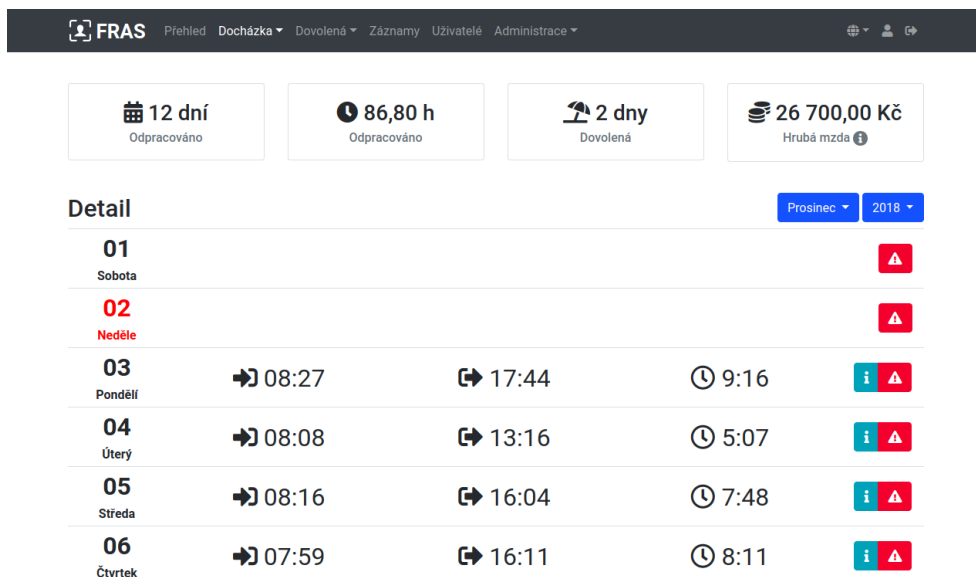 FRAS Přehled Docházka Dovolená Záznamy Uživatelé Administrace
12 dní
Odpracováno
86,80 h
Odpracováno
2 dny
Dovolená
26 700,00 Kč
Hrubá mzda
Detail
Prosinec 2018
01
Sobota
02
Neděle
03
Pondělí
08:27 17:44 9:16
04
Úterý
08:08 13:16 5:07
05
Středa
08:16 16:04 7:48
06
Čtvrtek
07:59 16:11 8:11